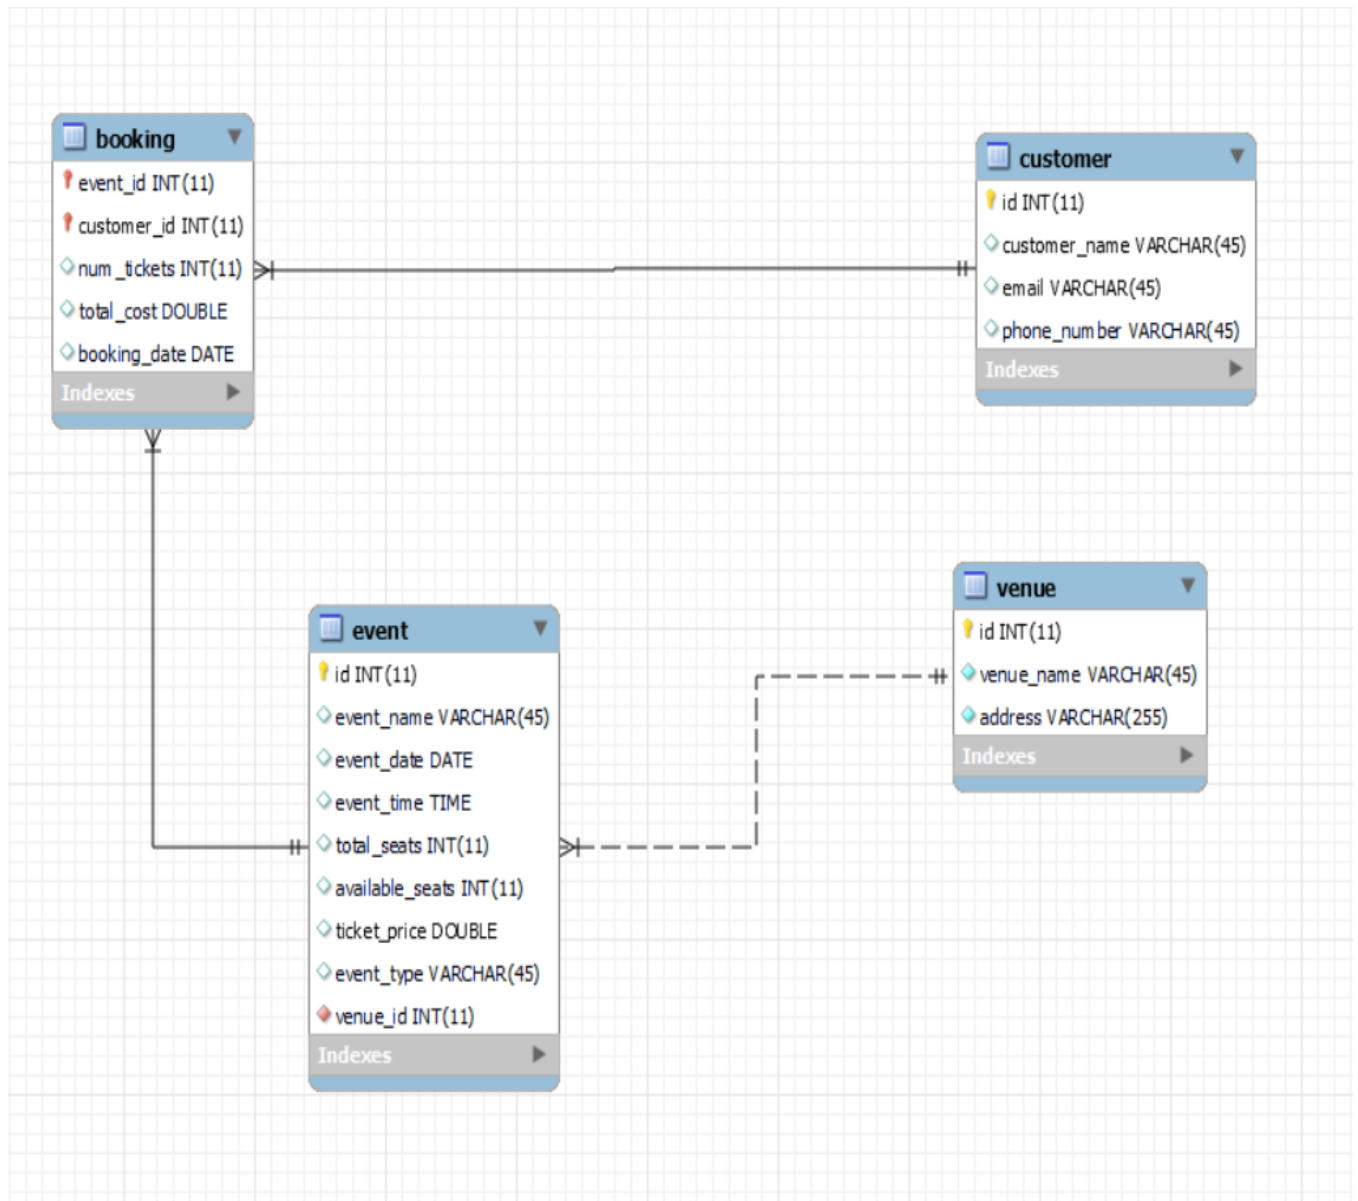 booking
event_id INT(11)
customer_id INT(11)
num_tickets INT(11)
total_cost DOUBLE
booking_date DATE
Indexes
customer
id INT(11)
customer_name VARCHAR(45)
email VARCHAR(45)
phone_number VARCHAR(45)
Indexes
event
id INT(11)
event_name VARCHAR(45)
event_date DATE
event_time TIME
total_seats INT(11)
available_seats INT(11)
ticket_price DOUBLE
event_type VARCHAR(45)
venue_id INT(11)
Indexes
venue
id INT(11)
venue_name VARCHAR(45)
address VARCHAR(255)
Indexes